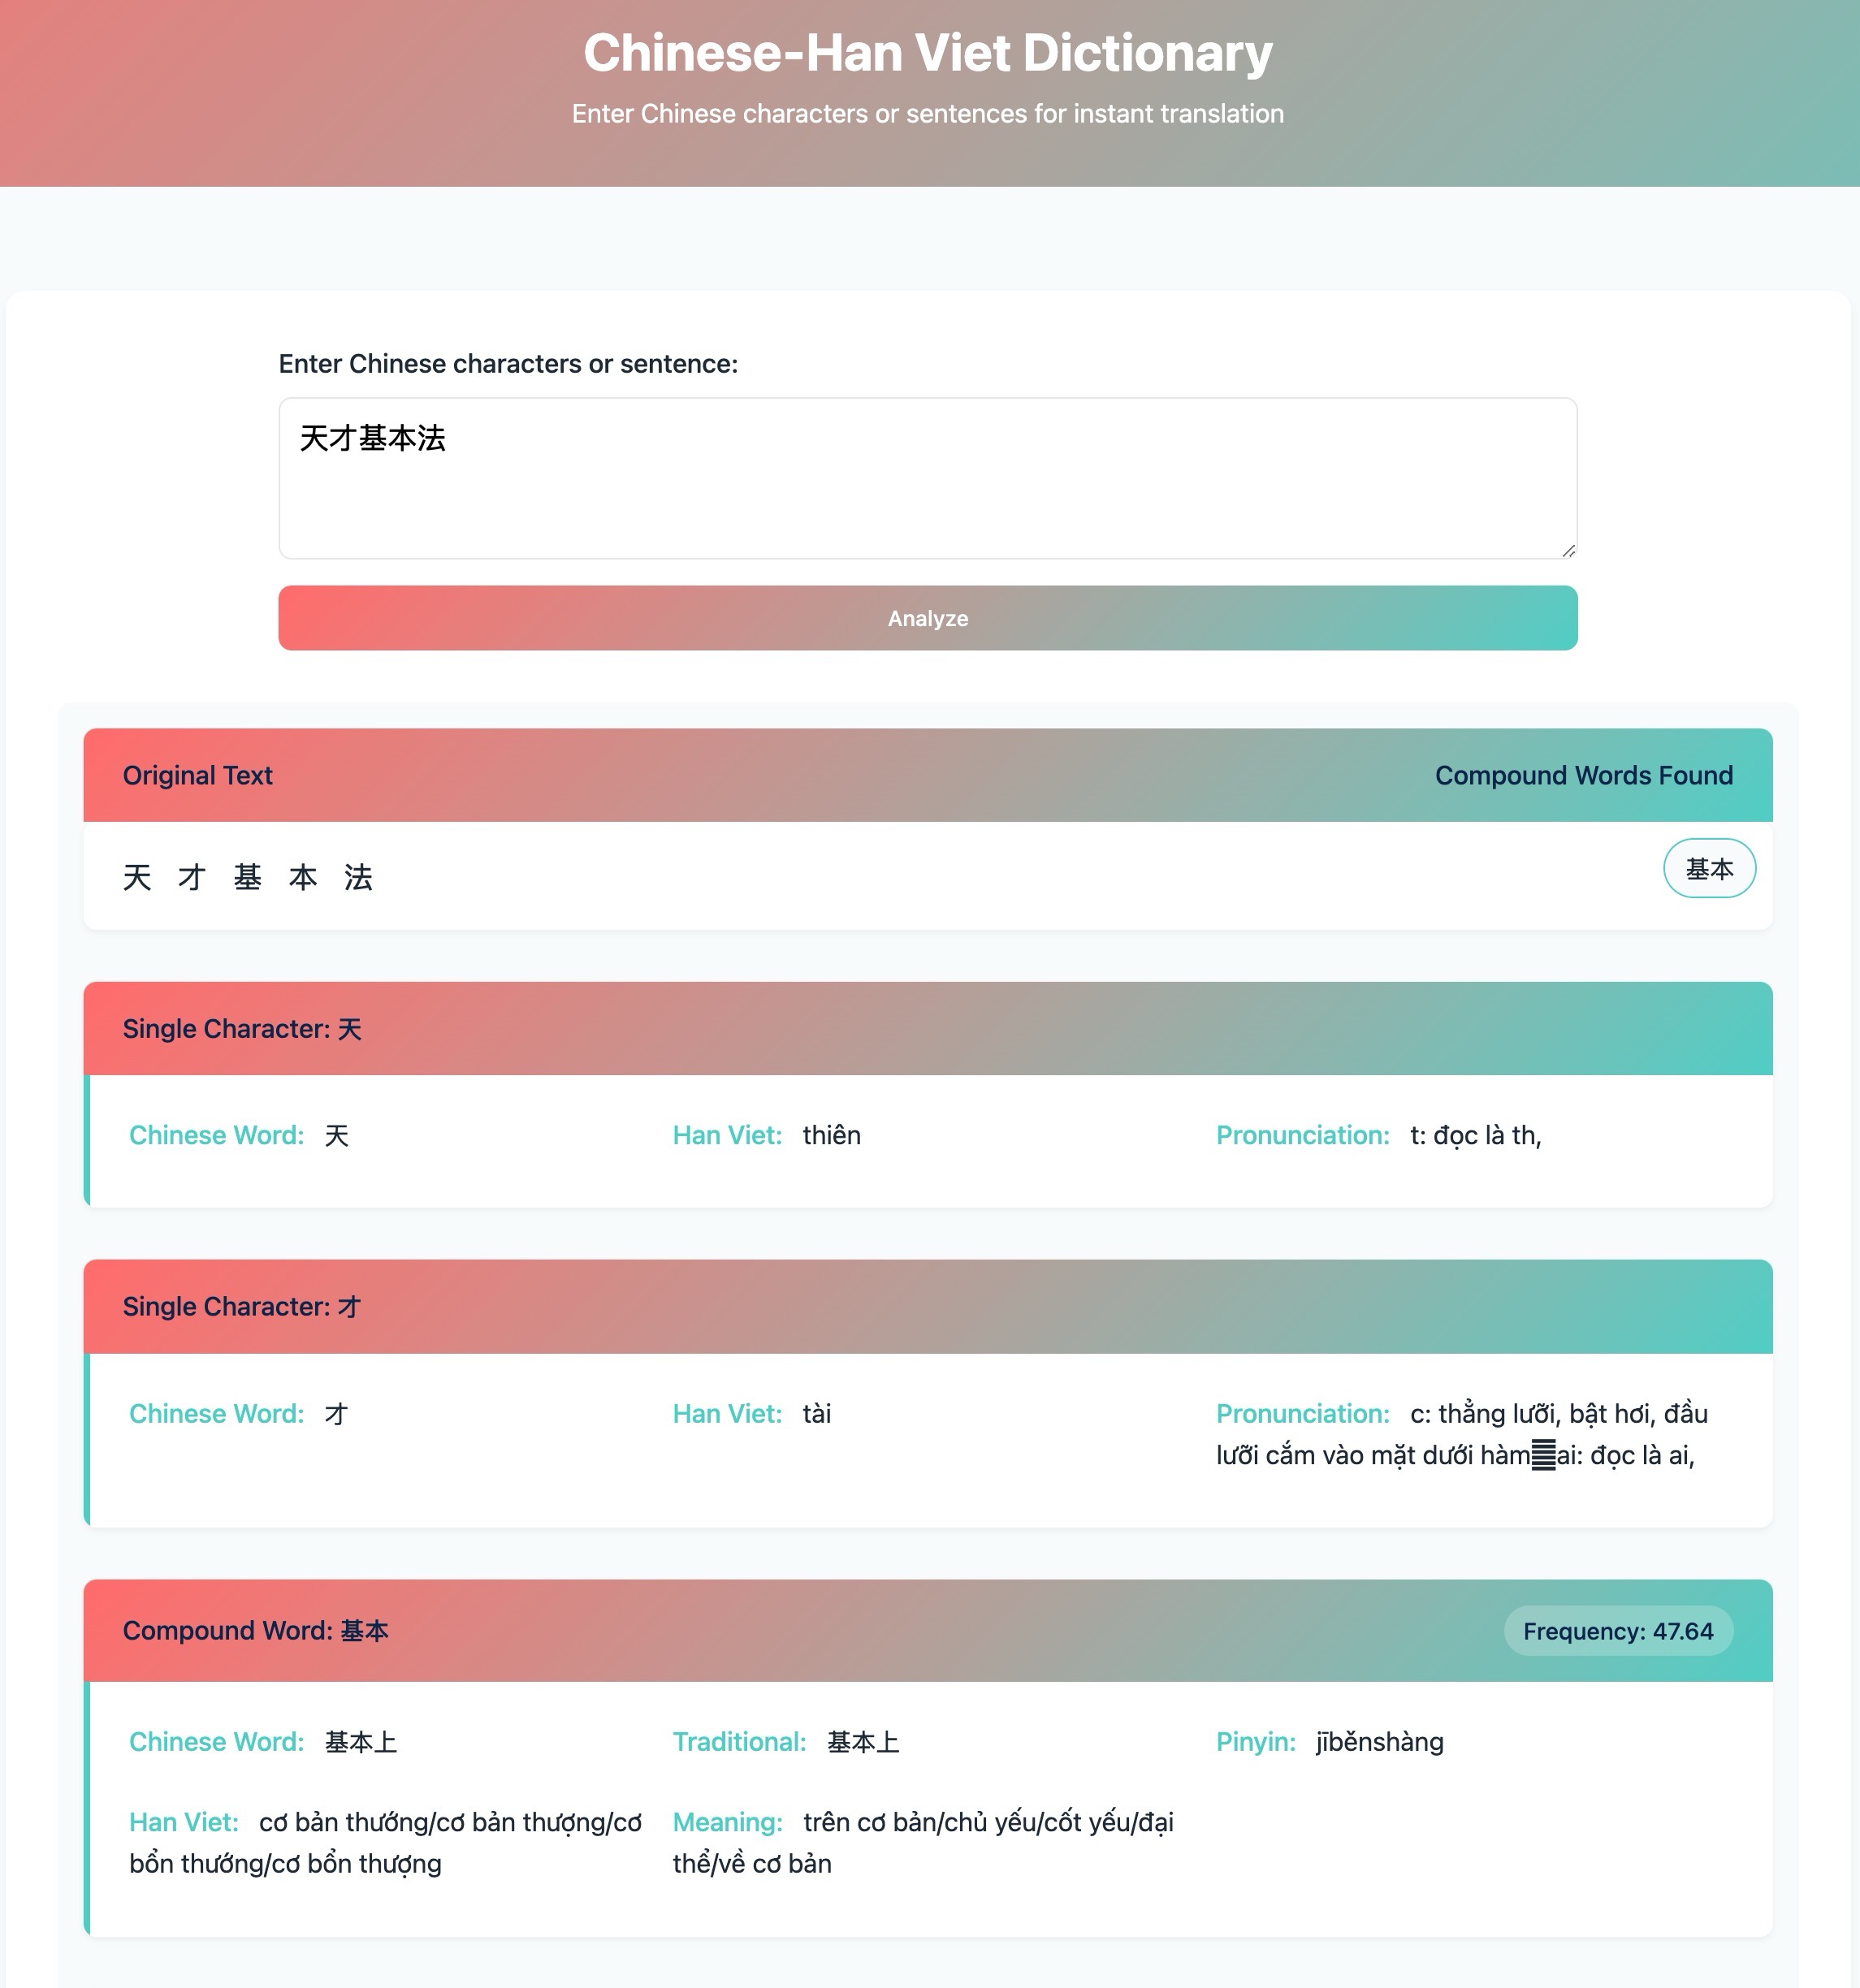 Chinese-Han Viet Dictionary
Enter Chinese characters or sentences for instant translation
Enter Chinese characters or sentence:
天才基本法
Analyze
Original Text
Compound Words Found
天 才 基 本 法
基本
Single Character: 天
Chinese Word: 天
Han Viet: thiên
Pronunciation: t: đọc là th,
Single Character: 才
Chinese Word: 才
Han Viet: tài
Pronunciation: c: thẳng lưỡi, bật hơi, đầu
lưỡi cắm vào mặt dưới hàm ai: đọc là ai,
Compound Word: 基本
Frequency: 47.64
Chinese Word: 基本上
Traditional: 基本上
Pinyin: jīběnshàng
Han Viet: cơ bản thướng/cơ bản thượng/cơ
bổn thướng/cơ bổn thượng
Meaning: trên cơ bản/chủ yếu/cốt yếu/đại
thể/về cơ bản